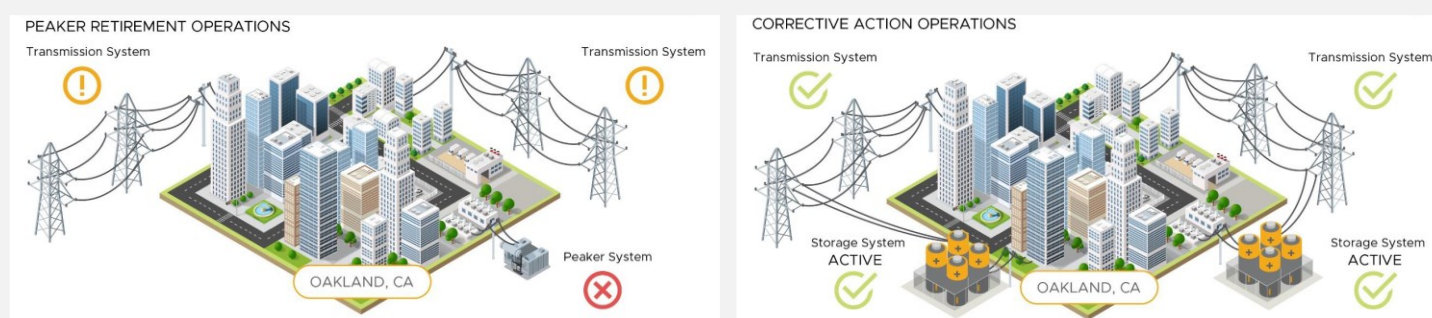 PEAKER RETIREMENT OPERATIONS
Transmission System
Transmission System
Peaker System
OAKLAND, CA
CORRECTIVE ACTION OPERATIONS
Transmission System
Transmission System
Storage System
ACTIVE
Storage System
ACTIVE
OAKLAND, CA